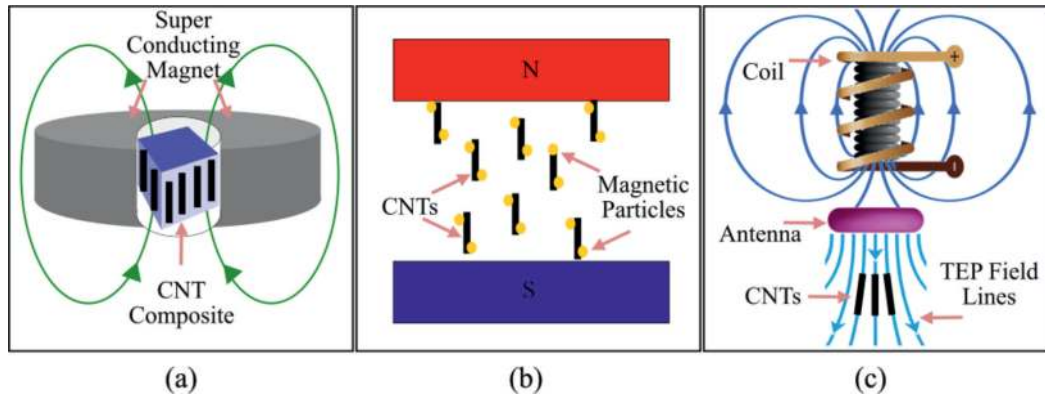 Super
Conducting
Magnet
CNT
Composite
(a)
N
CNTs
Magnetic
Particles
S
(b)
Coil
+
-
Antenna
CNTs
TEP Field
Lines
(c)